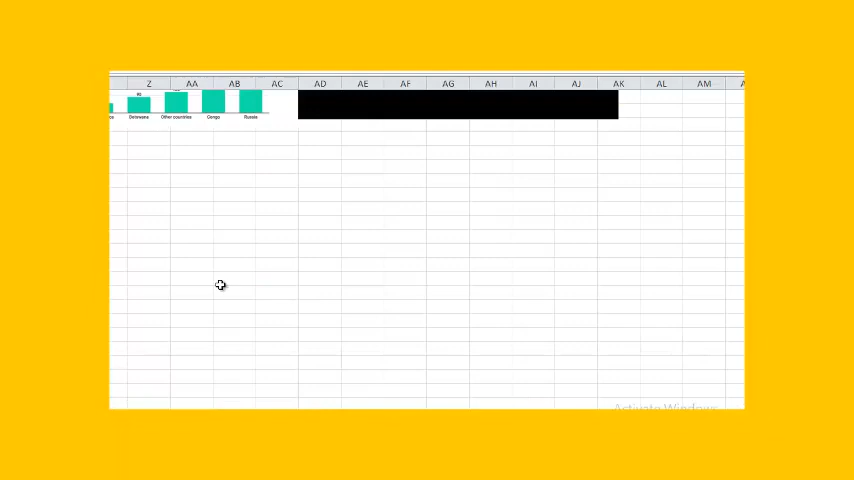 Z AA AB AC AD AE AF AG AH AI AJ AK AL AM
Botswana Other countries Congo Russia
Activate Windows